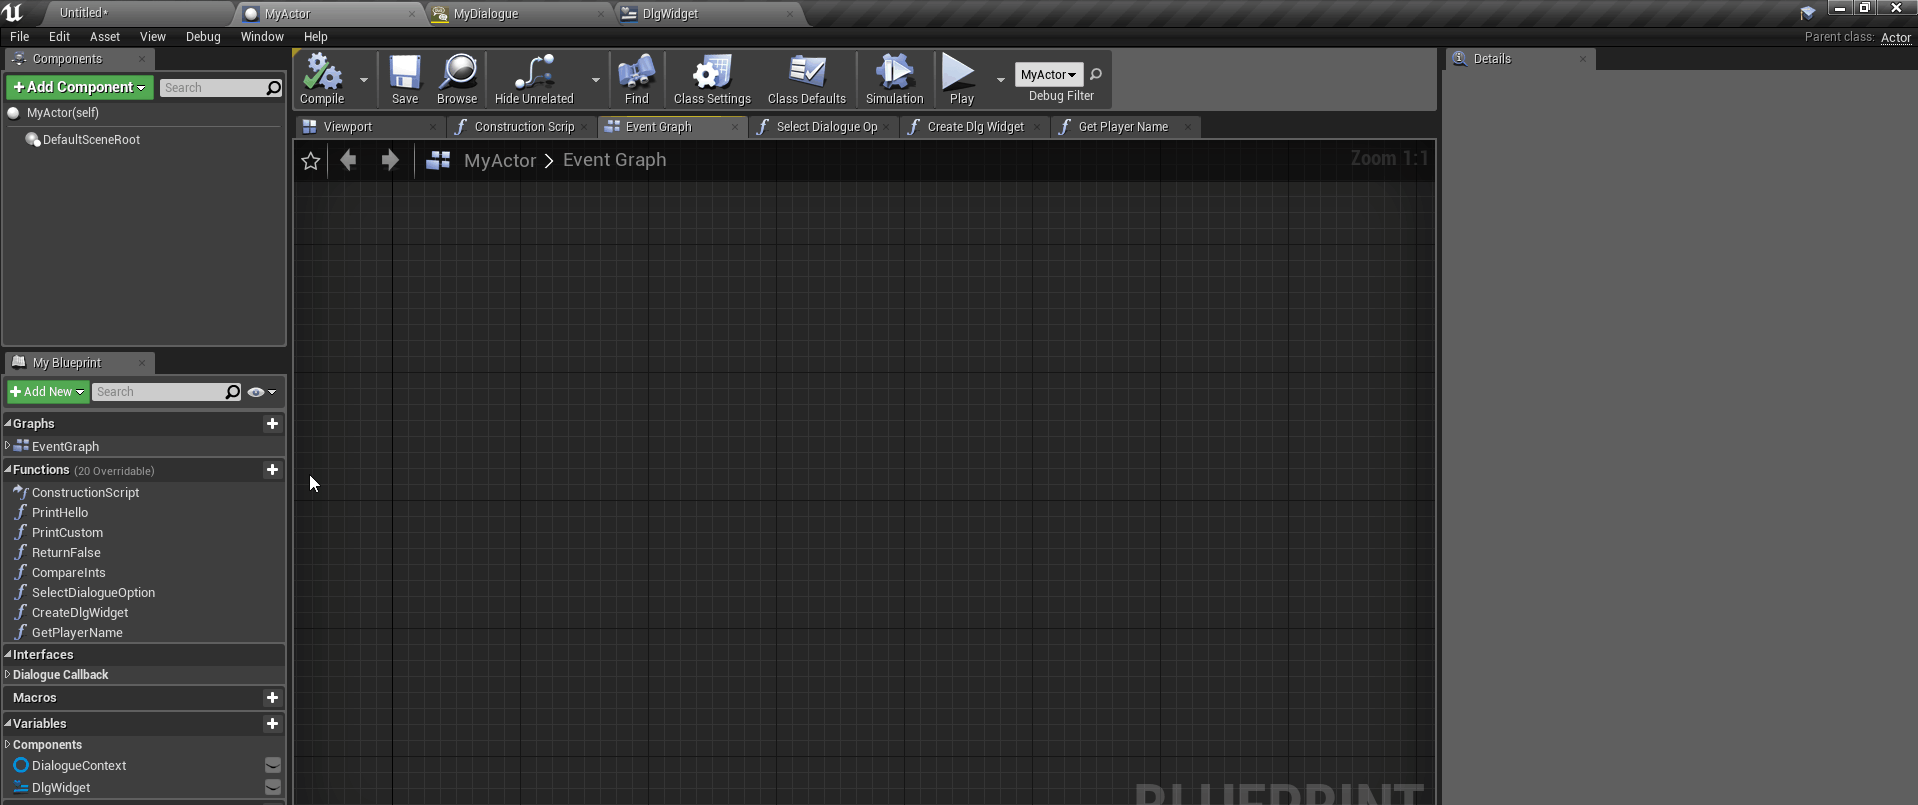 Untitled*
MyActor
MyDialogue
DlgWidget
File Edit Asset View Debug Window Help
Parent class: Actor
Components
Add Component
Search
MyActor(self)
DefaultSceneRoot
Compile
Save
Browse
Hide Unrelated
Find
Class Settings
Class Defaults
Simulation
Play
MyActor
Debug Filter
Details
Viewport
Construction Scrip
Event Graph
Select Dialogue Op
Create Dlg Widget
Get Player Name
MyActor > Event Graph
Zoom 1:1
My Blueprint
Add New
Search
Graphs
EventGraph
Functions (20 Overridable)
ConstructionScript
PrintHello
PrintCustom
ReturnFalse
CompareInts
SelectDialogueOption
CreateDlgWidget
GetPlayerName
Interfaces
Dialogue Callback
Macros
Variables
Components
DialogueContext
DlgWidget
BLUEPRINT